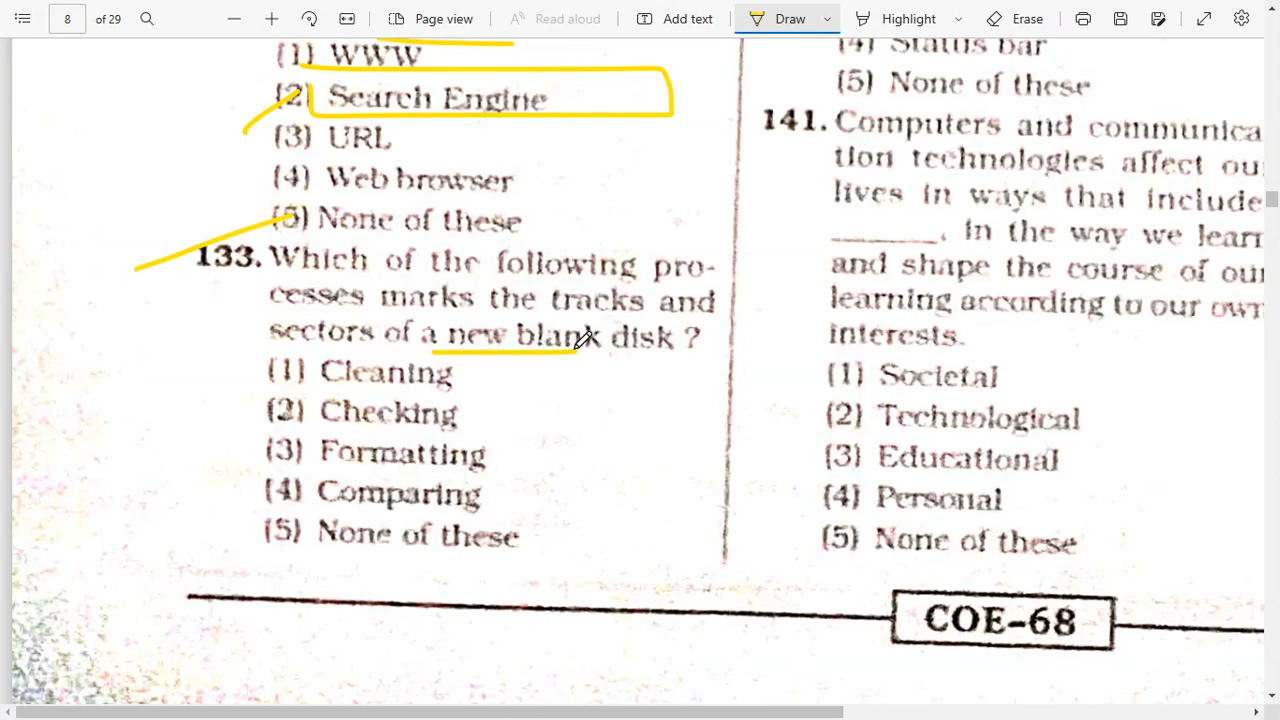 8 of 29 Page view Read aloud Add text Draw Highlight Erase
(1) WWW
(2) Search Engine
(3) URL
(4) Web browser
(5) None of these
133. Which of the following pro-
cesses marks the tracks and
sectors of a new blank disk ?
(1) Cleaning
(2) Checking
(3) Formatting
(4) Comparing
(5) None of these
(4) Status bar
(5) None of these
141. Computers and communica
tion technologies affect ou
lives in ways that include
_______. in the way we learn
and shape the course of our
learning according to our own
interests.
(1) Societal
(2) Technological
(3) Educational
(4) Personal
(5) None of these
COE-68